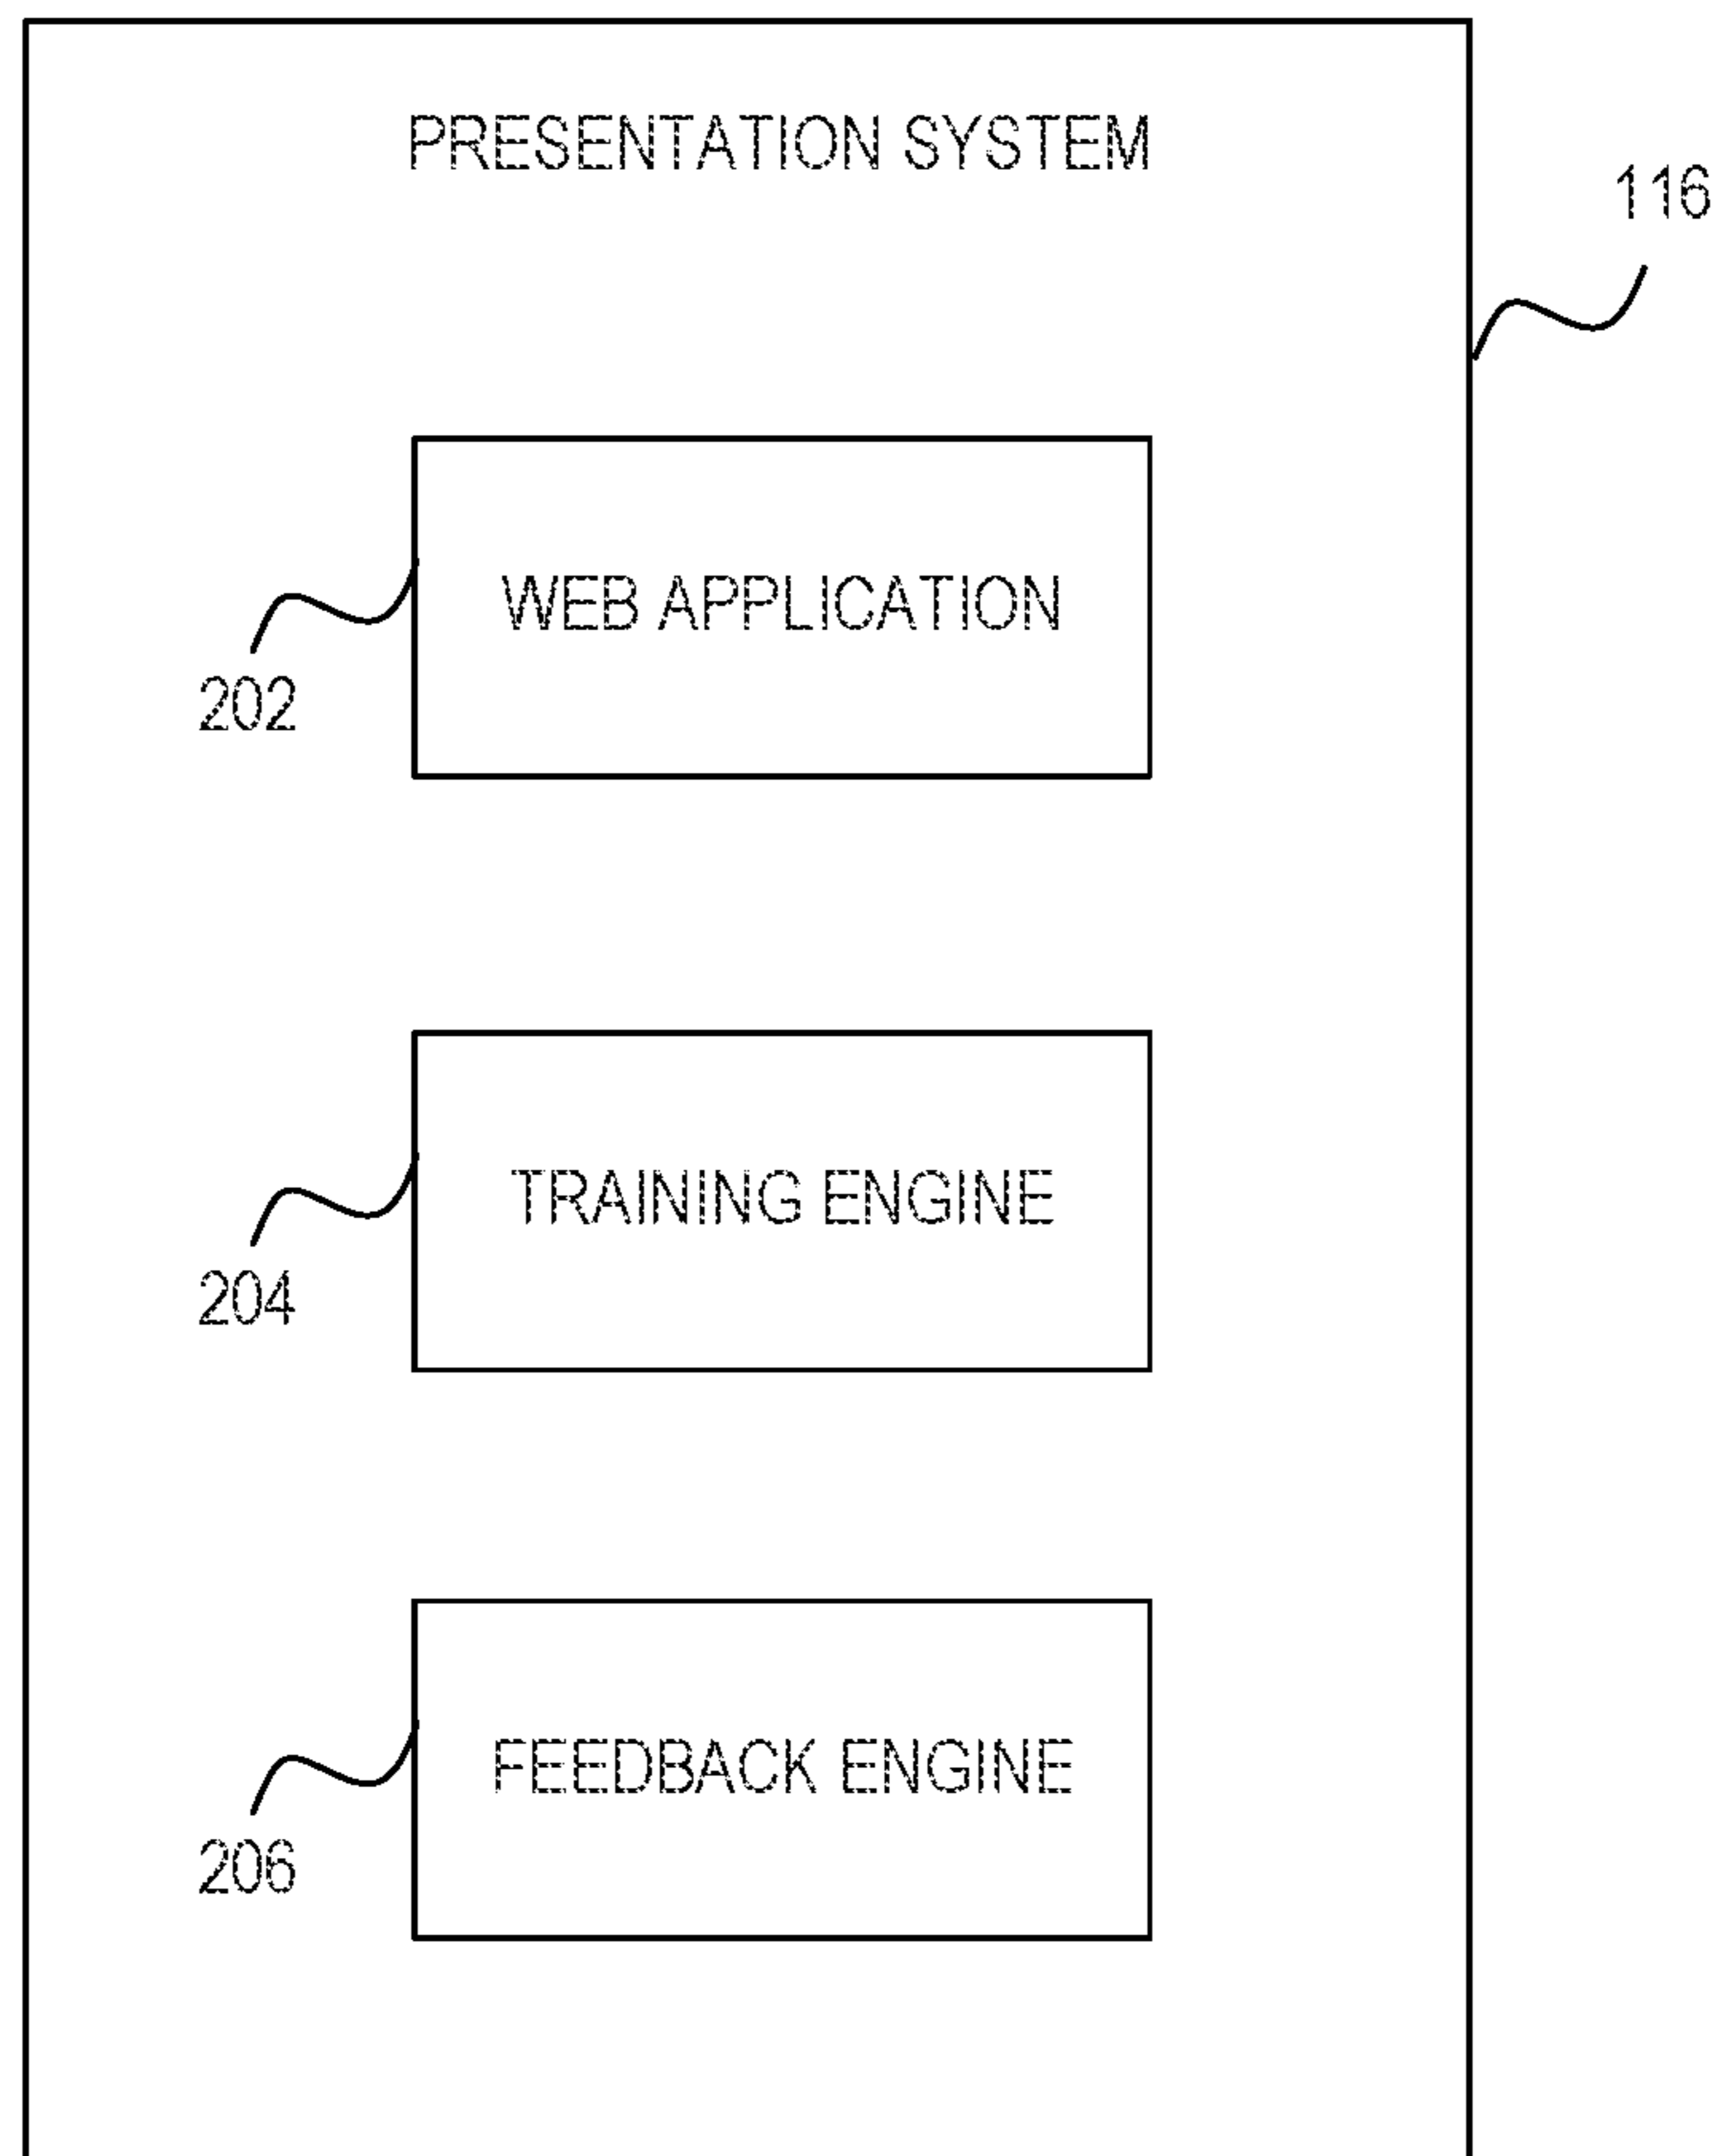 PRESENTATION SYSTEM
116
WEB APPLICATION
202
TRAINING ENGINE
204
FEEDBACK ENGINE
206